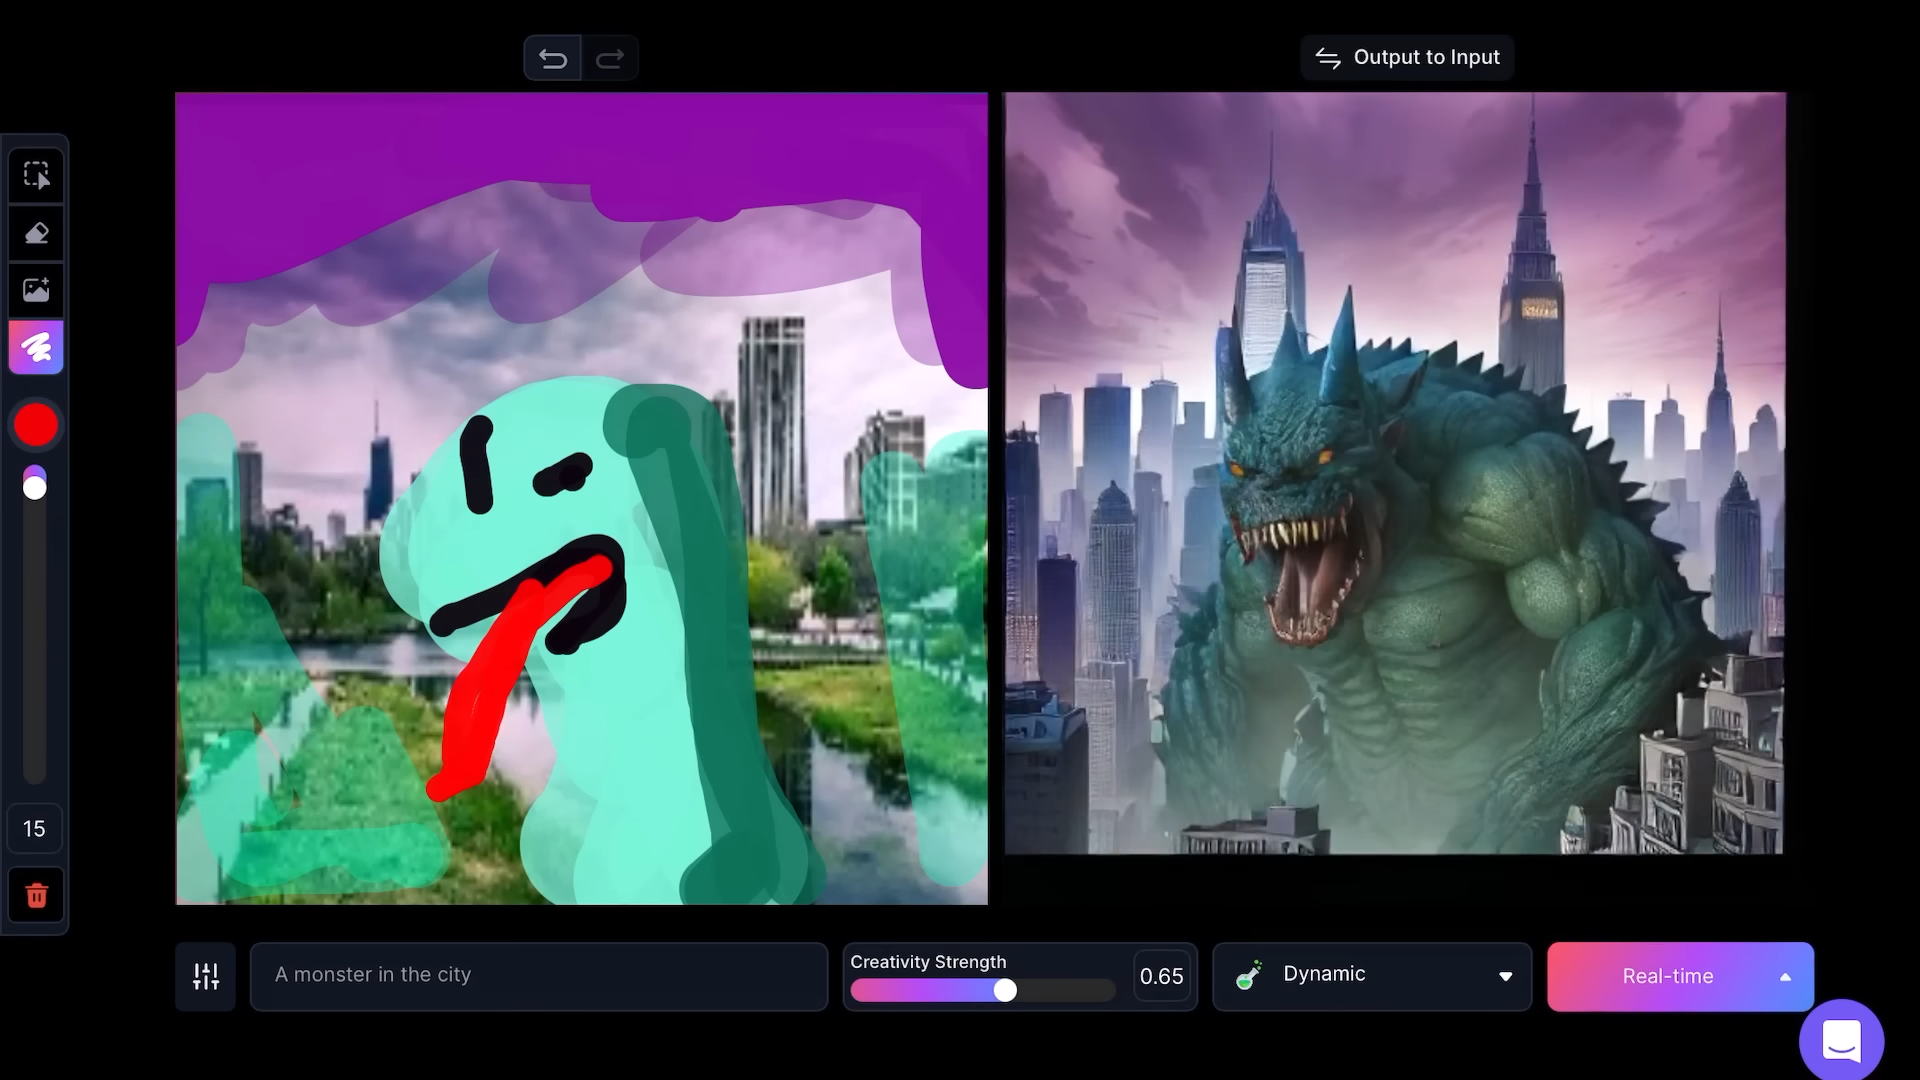 Output to Input
15
A monster in the city
Creativity Strength
0.65
Dynamic
Real-time